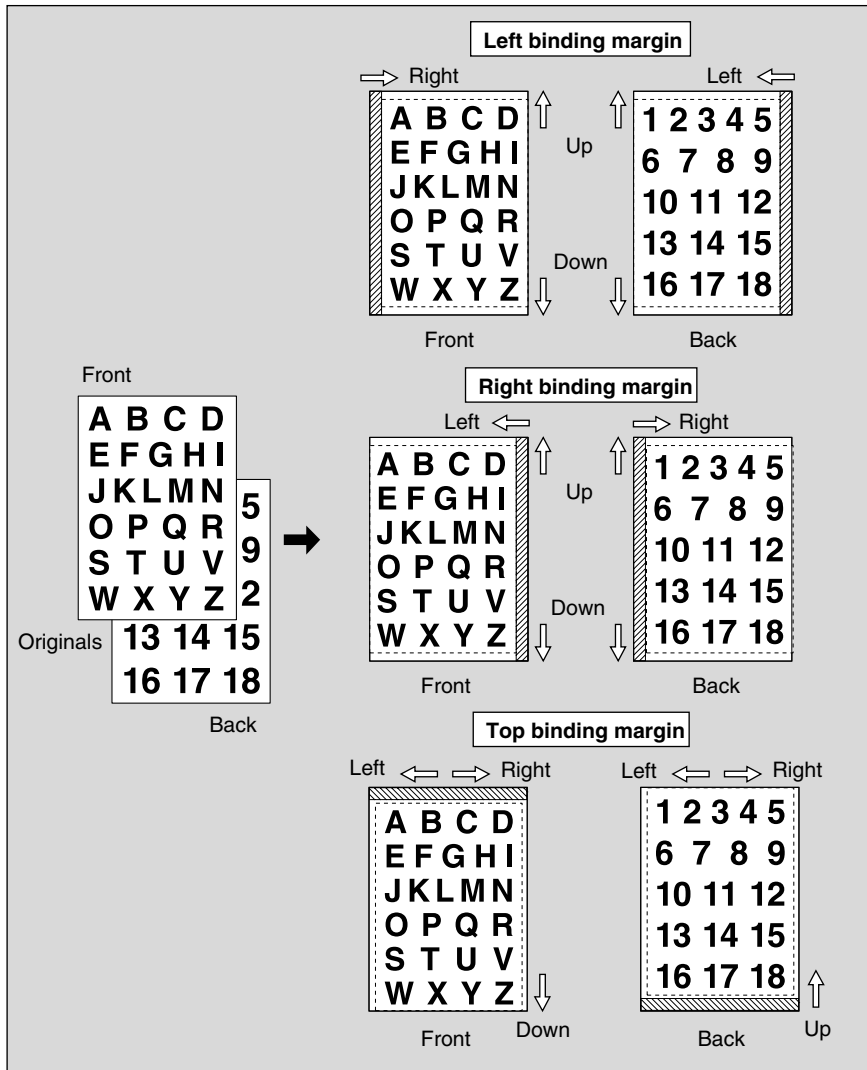 Left binding margin
Right
Left
A B C D
E F G H I
J K L M N
O P Q R
S T U V
W X Y Z
Up
Down
1 2 3 4 5
6 7 8 9
10 11 12
13 14 15
16 17 18
Front
Back
Front
A B C D
E F G H I
J K L M N
O P Q R
S T U V
W X Y Z
5
9
2
13 14 15
16 17 18
Originals
Back
Right binding margin
Left
Right
A B C D
E F G H I
J K L M N
O P Q R
S T U V
W X Y Z
Up
Down
1 2 3 4 5
6 7 8 9
10 11 12
13 14 15
16 17 18
Front
Back
Top binding margin
Left
Right
Left
Right
A B C D
E F G H I
J K L M N
O P Q R
S T U V
W X Y Z
Down
Front
1 2 3 4 5
6 7 8 9
10 11 12
13 14 15
16 17 18
Back
Up